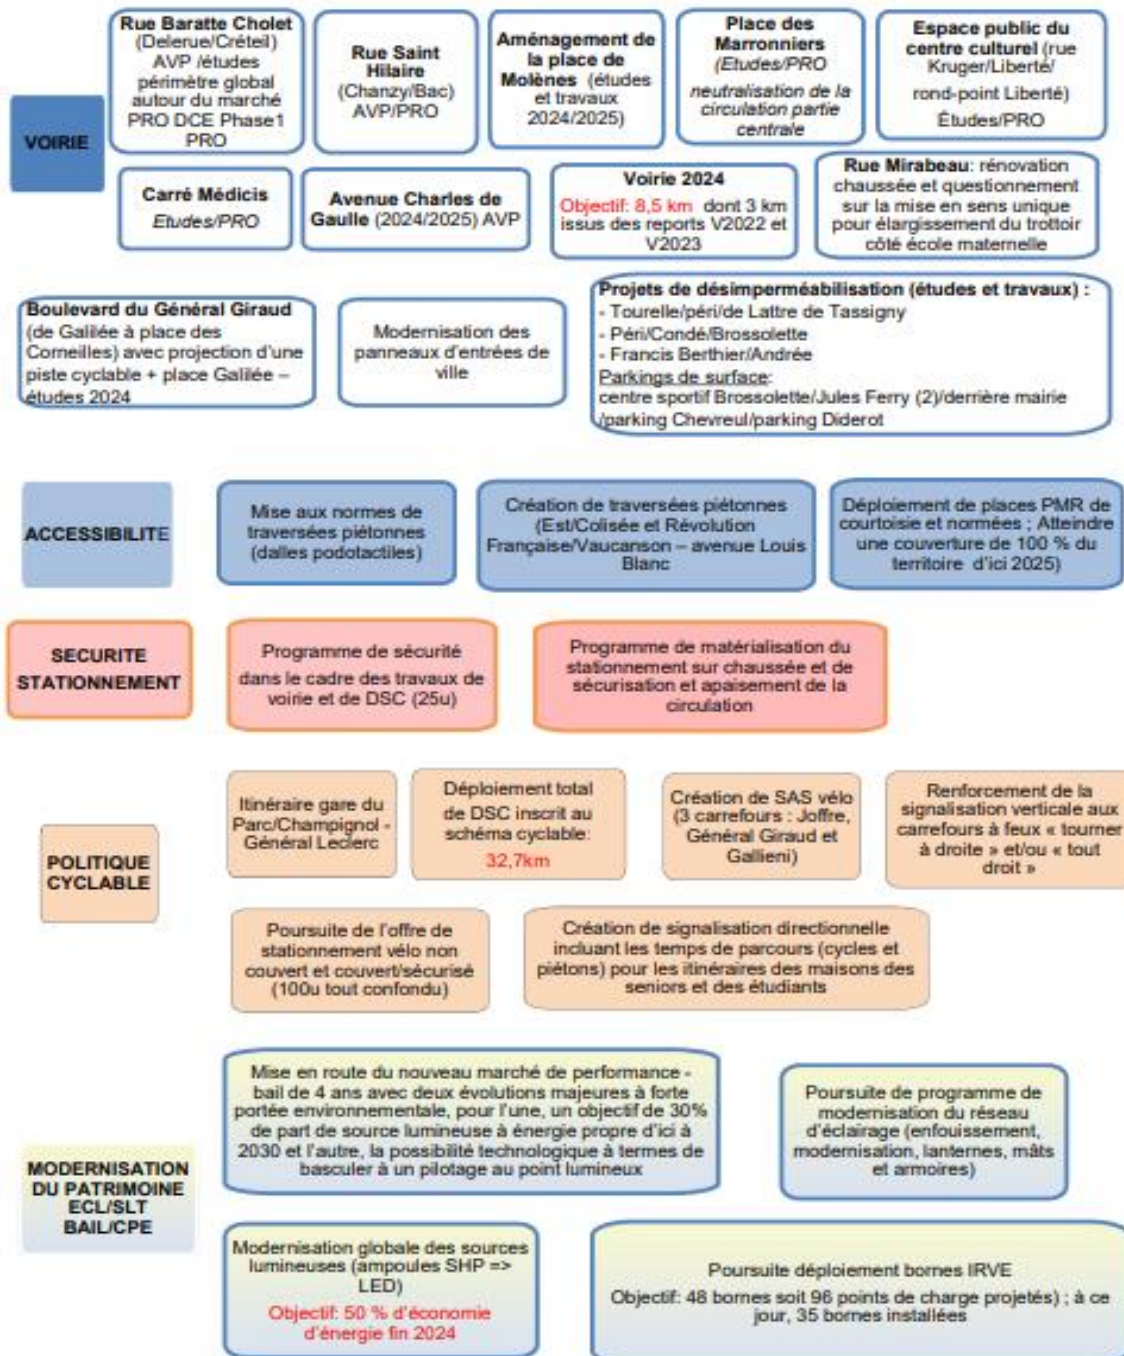 VOIRIE
Rue Baratte Cholet
(Delerue/Créteil)
AVP /études
périmètre global
autour du marché
PRO DCE Phase1
PRO
Rue Saint
Hilaire
(Chanzy/Bac)
AVP/PRO
Aménagement de
la place de
Molènes (études
et travaux
2024/2025)
Place des
Marronniers
(Etudes/PRO
neutralisation de la
circulation partie
centrale
Espace public du
centre culturel (rue
Kruger/Liberté/
rond-point Liberté)
Études/PRO
Carré Médicis
Etudes/PRO
Avenue Charles de
Gaulle (2024/2025) AVP
Voirie 2024
Objectif: 8,5 km dont 3 km
issus des reports V2022 et
V2023
Rue Mirabeau: rénovation
chaussée et questionnement
sur la mise en sens unique
pour élargissement du trottoir
côté école maternelle
Boulevard du Général Giraud
(de Galilée à place des
Corneilles) avec projection d'une
piste cyclable + place Galilée –
études 2024
Modernisation des
panneaux d'entrées de
ville
Projets de désimperméabilisation (études et travaux) :
- Tourelle/péri/de Lattre de Tassigny
- Péri/Condé/Brossolette
- Francis Berthier/Andrée
Parkings de surface:
centre sportif Brossolette/Jules Ferry (2)/derrière mairie
/parking Chevreul/parking Diderot
ACCESSIBILITE
Mise aux normes de
traversées piétonnes
(dalles podotactiles)
Création de traversées piétonnes
(Est/Colisée et Révolution
Française/Vaucanson – avenue Louis
Blanc
Déploiement de places PMR de
courtoisie et normées ; Atteindre
une couverture de 100 % du
territoire d'ici 2025)
SECURITE
STATIONNEMENT
Programme de sécurité
dans le cadre des travaux de
voirie et de DSC (25u)
Programme de matérialisation du
stationnement sur chaussée et de
sécurisation et apaisement de la
circulation
POLITIQUE
CYCLABLE
Itinéraire gare du
Parc/Champignol -
Général Leclerc
Déploiement total
de DSC inscrit au
schéma cyclable:
32,7km
Création de SAS vélo
(3 carrefours : Joffre,
Général Giraud et
Gallieni)
Renforcement de la
signalisation verticale aux
carrefours à feux « tourner
à droite » et/ou « tout
droit »
Poursuite de l'offre de
stationnement vélo non
couvert et couvert/sécurisé
(100u tout confondu)
Création de signalisation directionnelle
incluant les temps de parcours (cycles et
piétons) pour les itinéraires des maisons des
seniors et des étudiants
MODERNISATION
DU PATRIMOINE
ECL/SLT
BAIL/CPE
Mise en route du nouveau marché de performance -
bail de 4 ans avec deux évolutions majeures à forte
portée environnementale, pour l'une, un objectif de 30%
de part de source lumineuse à énergie propre d'ici à
2030 et l'autre, la possibilité technologique à termes de
basculer à un pilotage au point lumineux
Poursuite de programme de
modernisation du réseau
d'éclairage (enfouissement,
modernisation, lanternes, mâts
et armoires)
Modernisation globale des sources
lumineuses (ampoules SHP =>
LED)
Objectif: 50 % d'économie
d'énergie fin 2024
Poursuite déploiement bornes IRVE
Objectif: 48 bornes soit 96 points de charge projetés) ; à ce
jour, 35 bornes installées